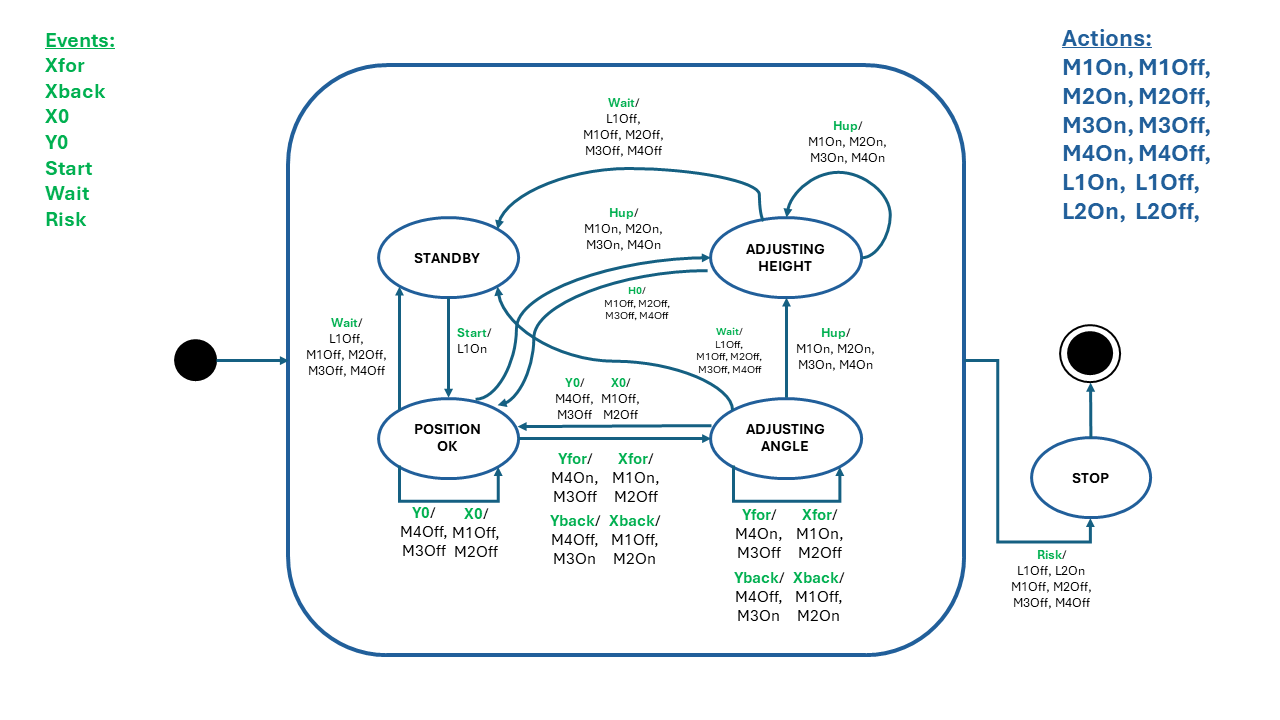 Events:
Xfor
Xback
X0
Y0
Start
Wait
Risk
Actions:
M1On, M1Off,
M2On, M2Off,
M3On, M3Off,
M4On, M4Off,
L1On, L1Off,
L2On, L2Off,
Wait/
L1Off,
M1Off, M2Off,
M3Off, M4Off
Hup/
M1On, M2On,
M3On, M4On
Hup/
M1On, M2On,
M3On, M4On
STANDBY
ADJUSTING
HEIGHT
H0/
M1Off, M2Off,
M3Off, M4Off
Wait/
L1Off,
M1Off, M2Off,
M3Off, M4Off
Start/
L1On
Wait/
L1Off,
M1Off, M2Off,
M3Off, M4Off
Hup/
M1On, M2On,
M3On, M4On
Y0/
M4Off,
M3Off
X0/
M1Off,
M2Off
POSITION
OK
ADJUSTING
ANGLE
Yfor/
M4On,
M3Off
Xfor/
M1On,
M2Off
Yback/
M4Off,
M3On
Xback/
M1Off,
M2On
Y0/
M4Off,
M3Off
X0/
M1Off,
M2Off
Yfor/
M4On,
M3Off
Xfor/
M1On,
M2Off
Yback/
M4Off,
M3On
Xback/
M1Off,
M2On
STOP
Risk/
L1Off, L2On
M1Off, M2Off,
M3Off, M4Off